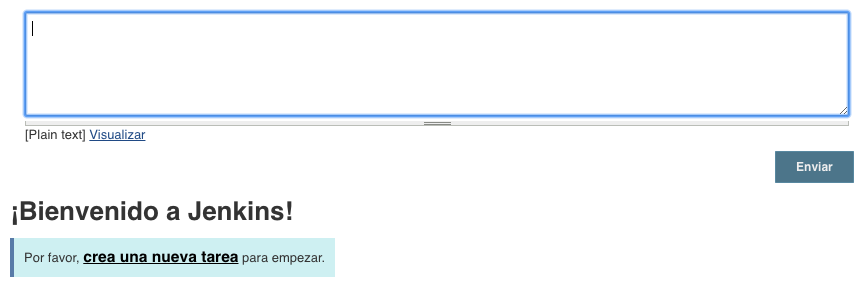 [Plain text] Visualizar
Enviar
¡Bienvenido a Jenkins!
Por favor, crea una nueva tarea para empezar.